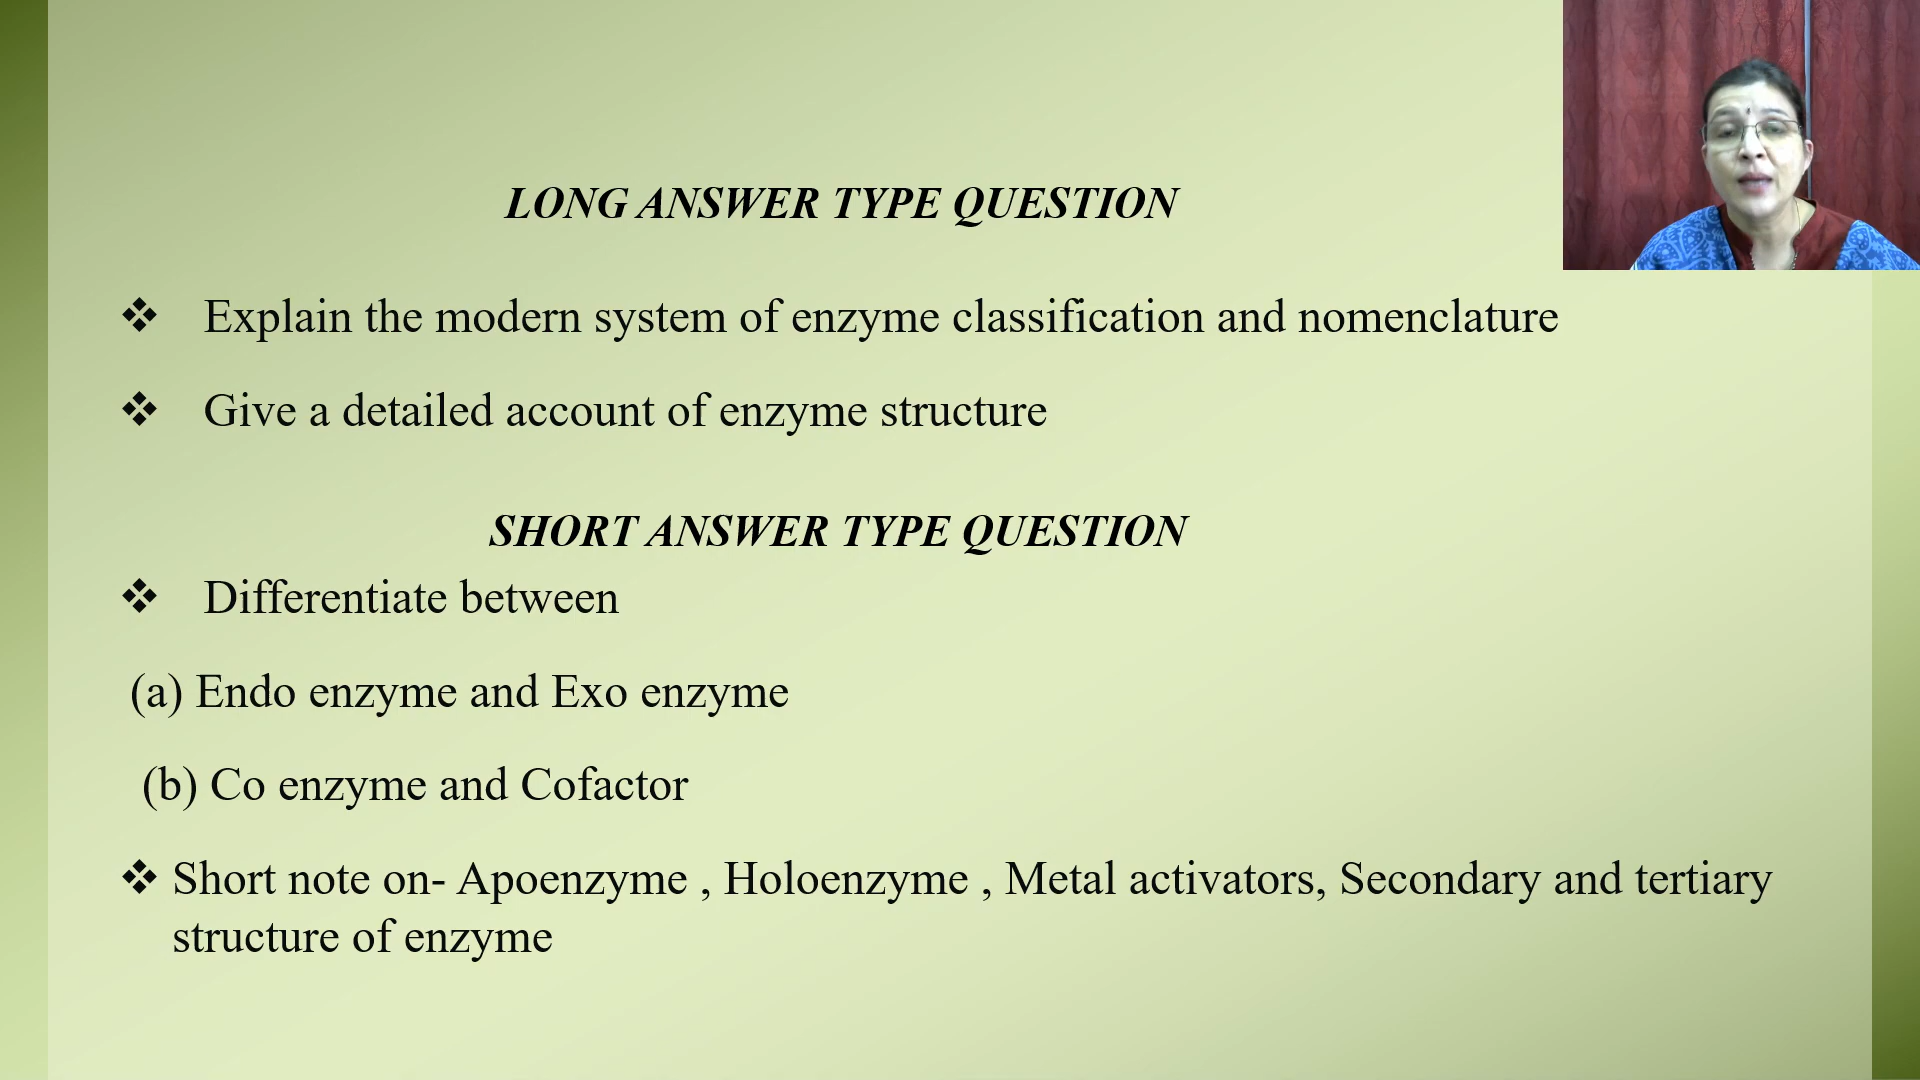 LONG ANSWER TYPE QUESTION
❖ Explain the modern system of enzyme classification and nomenclature
❖ Give a detailed account of enzyme structure
SHORT ANSWER TYPE QUESTION
❖ Differentiate between
(a) Endo enzyme and Exo enzyme
(b) Co enzyme and Cofactor
❖ Short note on- Apoenzyme , Holoenzyme , Metal activators, Secondary and tertiary
structure of enzyme